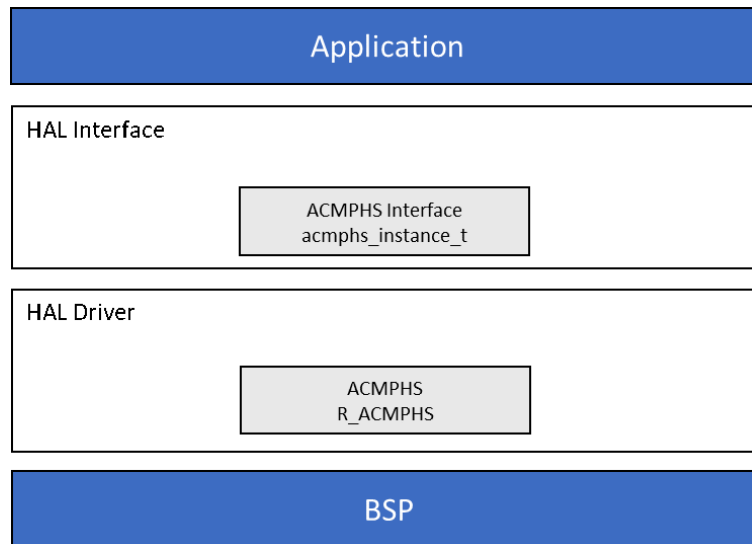 Application
HAL Interface
ACMPHS Interface
acmphs_instance_t
HAL Driver
ACMPHS
R_ACMPHS
BSP